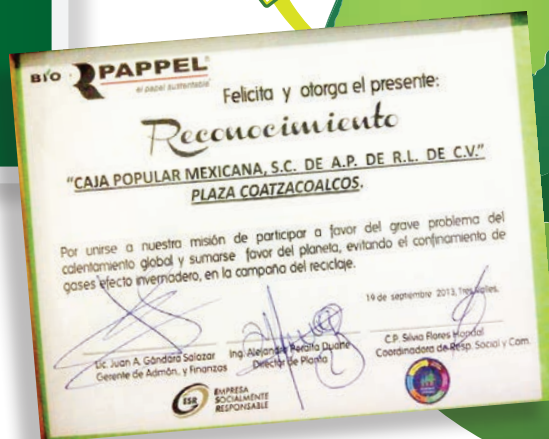 BIO PAPPEL
el papel sustentable
Felicita y otorga el presente:
Reconocimiento
"CAJA POPULAR MEXICANA, S.C. DE A.P. DE R.L. DE C.V."
PLAZA COATZACOALCOS.
Por unirse a nuestra misión de participar a favor del grave problema del
calentamiento global y sumarse favor del planeta, evitando el confinamiento de
gases efecto invernadero, en la campaña del reciclaje.
19 de septiembre 2013, Tres Valles.
Lic. Juan A. Gándara Salazar
Gerente de Admón. y Finanzas
Ing. Alejandro Peralta Duarte
Director de Planta
C.P. Silvia Flores
Coordinadora de Resp. Social y Com.
ESR
EMPRESA
SOCIALMENTE
RESPONSABLE